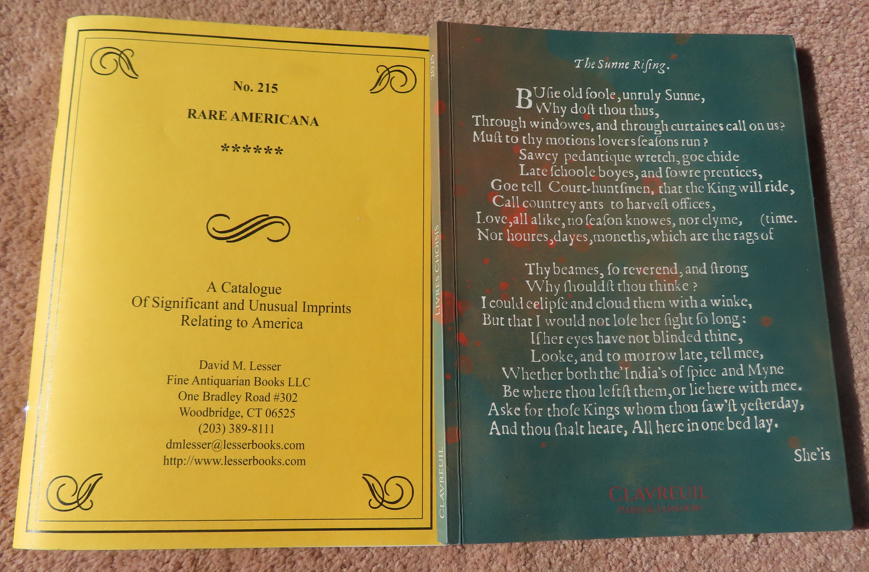 No. 215
RARE AMERICANA
******
A Catalogue
Of Significant and Unusual Imprints
Relating to America
David M. Lesser
Fine Antiquarian Books LLC
One Bradley Road #302
Woodbridge, CT 06525
(203) 389-8111
dmlesser@lesserbooks.com
http://www.lesserbooks.com
LIVRES CHOISIS
CLAVREUIL
The Sunne Riſing.
BUſie old foole, unruly Sunne,
Why doſt thou thus,
Through windowes, and through curtaines call on us?
Muſt to thy motions lovers ſeaſons run?
Sawcy pedantique wretch, goe chide
Late ſchoole boyes, and ſowre prentices,
Goe tell Court-huntſmen, that the King will ride,
Call countrey ants to harveſt offices,
Love, all alike, no ſeaſon knowes, nor clyme, (time.
Nor houres, dayes, moneths, which are the rags of
Thy beames, ſo reverend, and ſtrong
Why ſhouldſt thou thinke?
I could eclipſe and cloud them with a winke,
But that I would not loſe her ſight ſo long:
If her eyes have not blinded thine,
Looke, and to morrow late, tell mee,
Whether both the'India's of ſpice and Myne
Be where thou leftſt them, or lie here with mee.
Aske for thoſe Kings whom thou ſaw'ſt yeſterday,
And thou ſhalt heare, All here in one bed lay.
She'is
CLAVREUIL